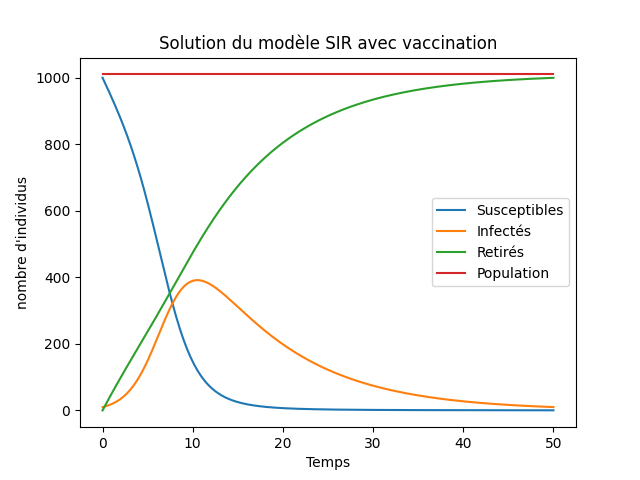 Solution du modèle SIR avec vaccination
1000
800
600
400
200
0
nombre d'individus
Susceptibles
Infectés
Retirés
Population
0 10 20 30 40 50
Temps